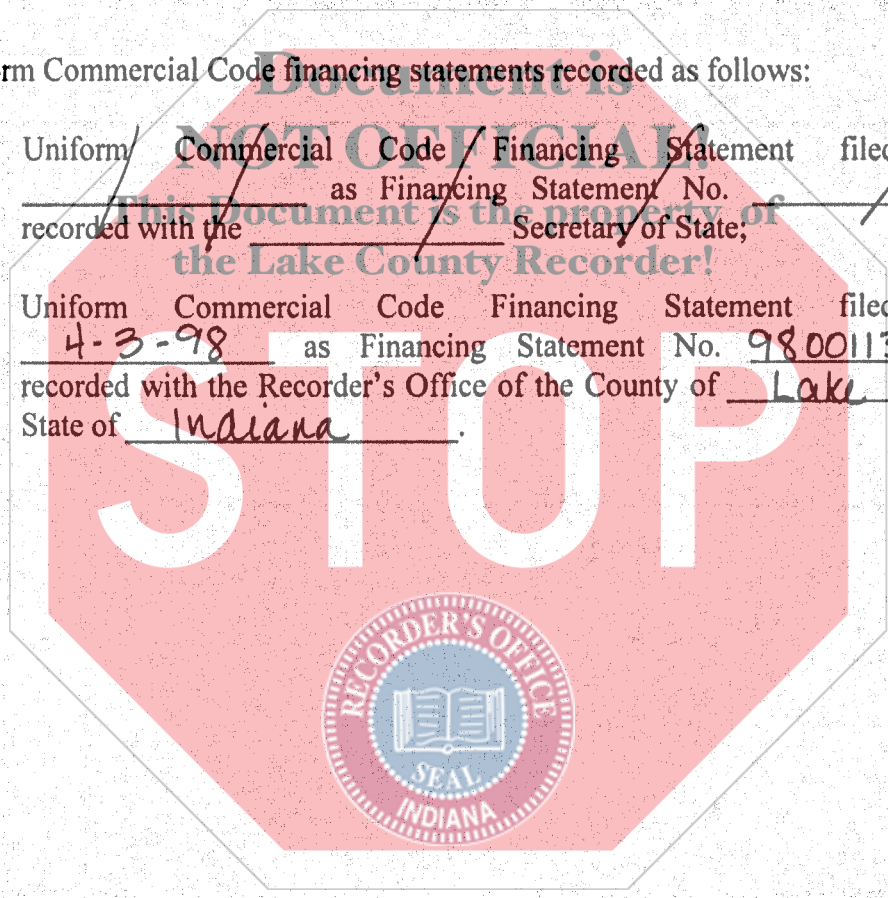 rm Commercial Code financing statements recorded as follows:
Document is
NOT OFFICIAL!
This Document is the property of
the Lake County Recorder!
Uniform Commercial Code Financing Statement filed
as Financing Statement No.
recorded with the Secretary of State;
Uniform Commercial Code Financing Statement filed
4-3-98 as Financing Statement No. 9800113
recorded with the Recorder's Office of the County of Lake
State of Indiana.
STOP
RECORDER'S OFFICE
SEAL
INDIANA